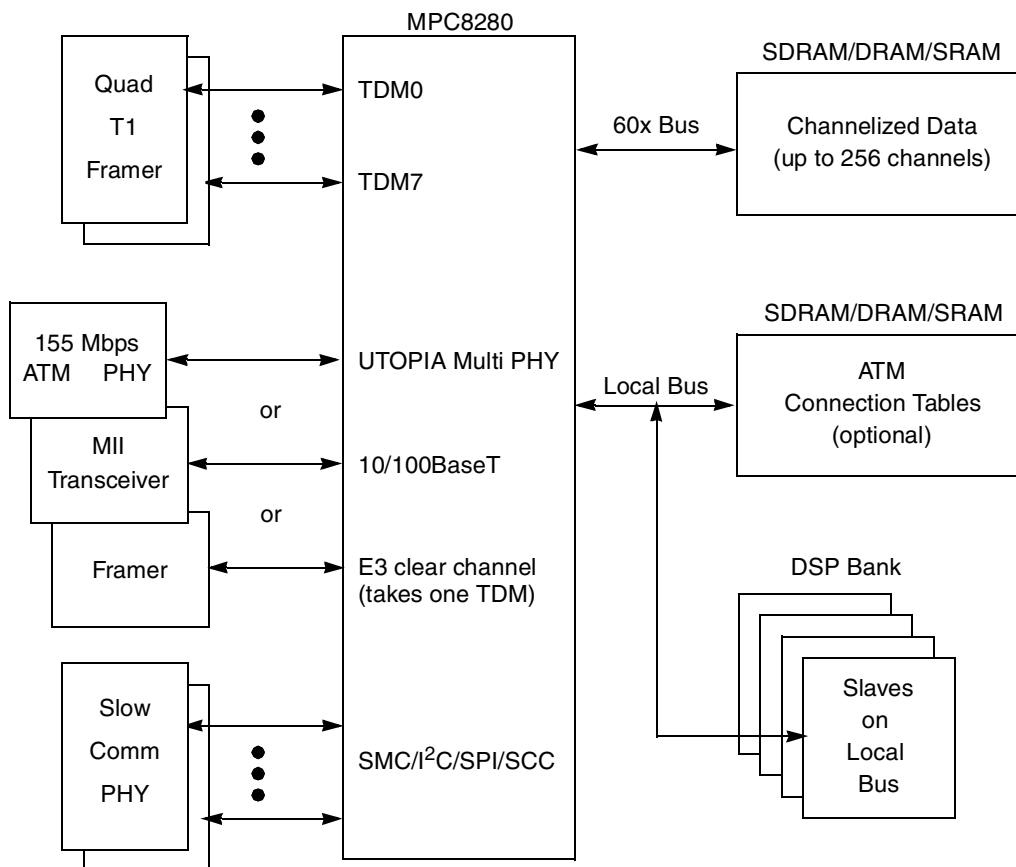 MPC8280
Quad
T1
Framer
TDM0
TDM7
60x Bus
SDRAM/DRAM/SRAM
Channelized Data
(up to 256 channels)
155 Mbps
ATM PHY
or
MII
Transceiver
or
Framer
UTOPIA Multi PHY
10/100BaseT
E3 clear channel
(takes one TDM)
Local Bus
SDRAM/DRAM/SRAM
ATM
Connection Tables
(optional)
DSP Bank
Slaves
on
Local
Bus
Slow
Comm
PHY
SMC/I²C/SPI/SCC